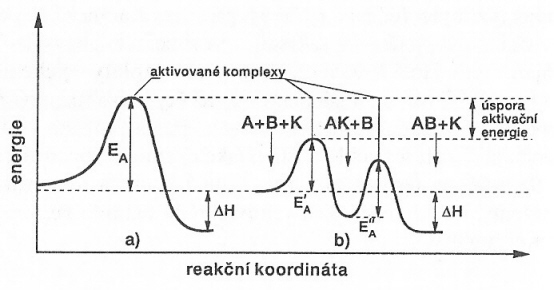 aktivované komplexy
úspora
aktivační
energie
A+B+K
AK+B
AB+K
energie
E_A
E'_A
E"_A
ΔH
ΔH
a)
b)
reakční koordináta